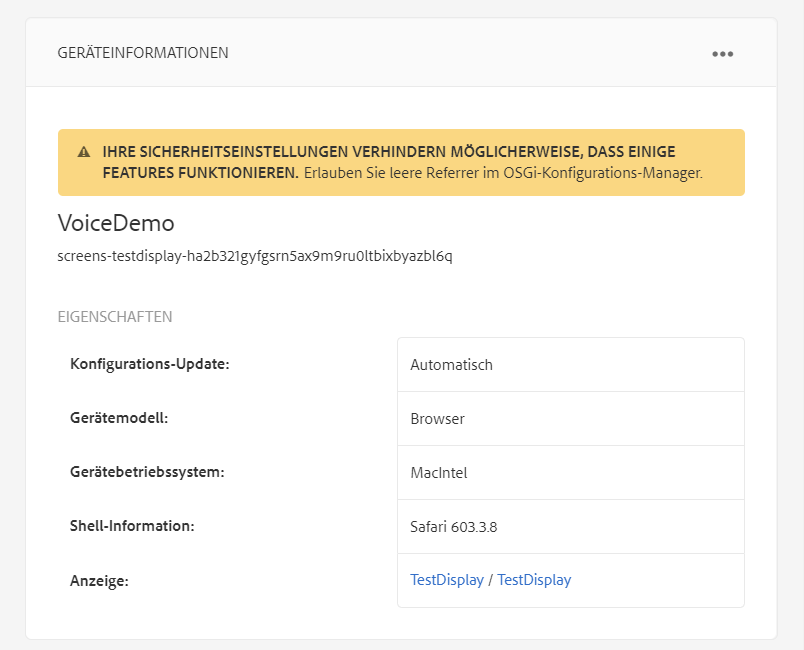 GERÄTEINFORMATIONEN
IHRE SICHERHEITSEINSTELLUNGEN VERHINDERN MÖGLICHERWEISE, DASS EINIGE
FEATURES FUNKTIONIEREN. Erlauben Sie leere Referrer im OSGi-Konfigurations-Manager.
VoiceDemo
screens-testdisplay-ha2b321gyfgsrn5ax9m9ru0ltbixbyazbl6q
EIGENSCHAFTEN
Konfigurations-Update: Automatisch
Gerätemodell: Browser
Gerätebetriebssystem: MacIntel
Shell-Information: Safari 603.3.8
Anzeige: TestDisplay / TestDisplay